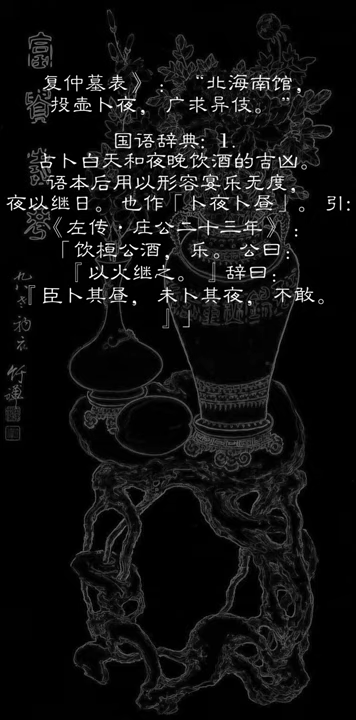 复仲墓表》："北海南馆，
投壶卜夜，广求异伎。"
国语辞典：1.
占卜白天和夜晚饮酒的吉凶。
语本后用以形容宴乐无度，
夜以继日。也作「卜夜卜昼」。引：
《左传·庄公二十三年》：
「饮桓公酒，乐。公曰：
『以火继之。『辞曰：
『臣卜其昼，未卜其夜，不敢。
』」